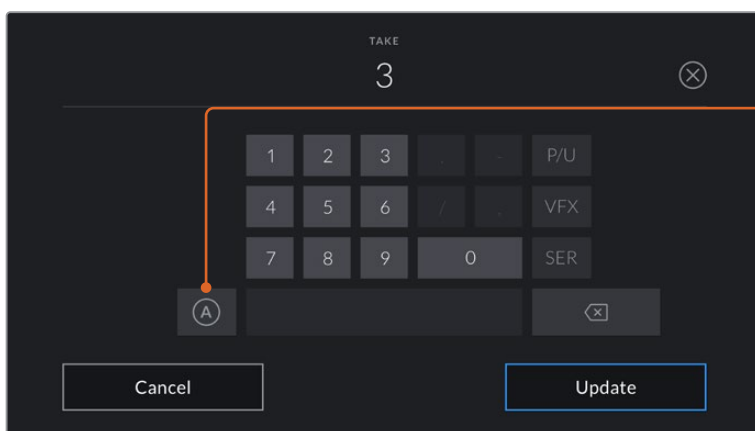 TAKE
3
1 2 3 . - P/U
4 5 6 / , VFX
7 8 9 0 SER
A
Cancel Update